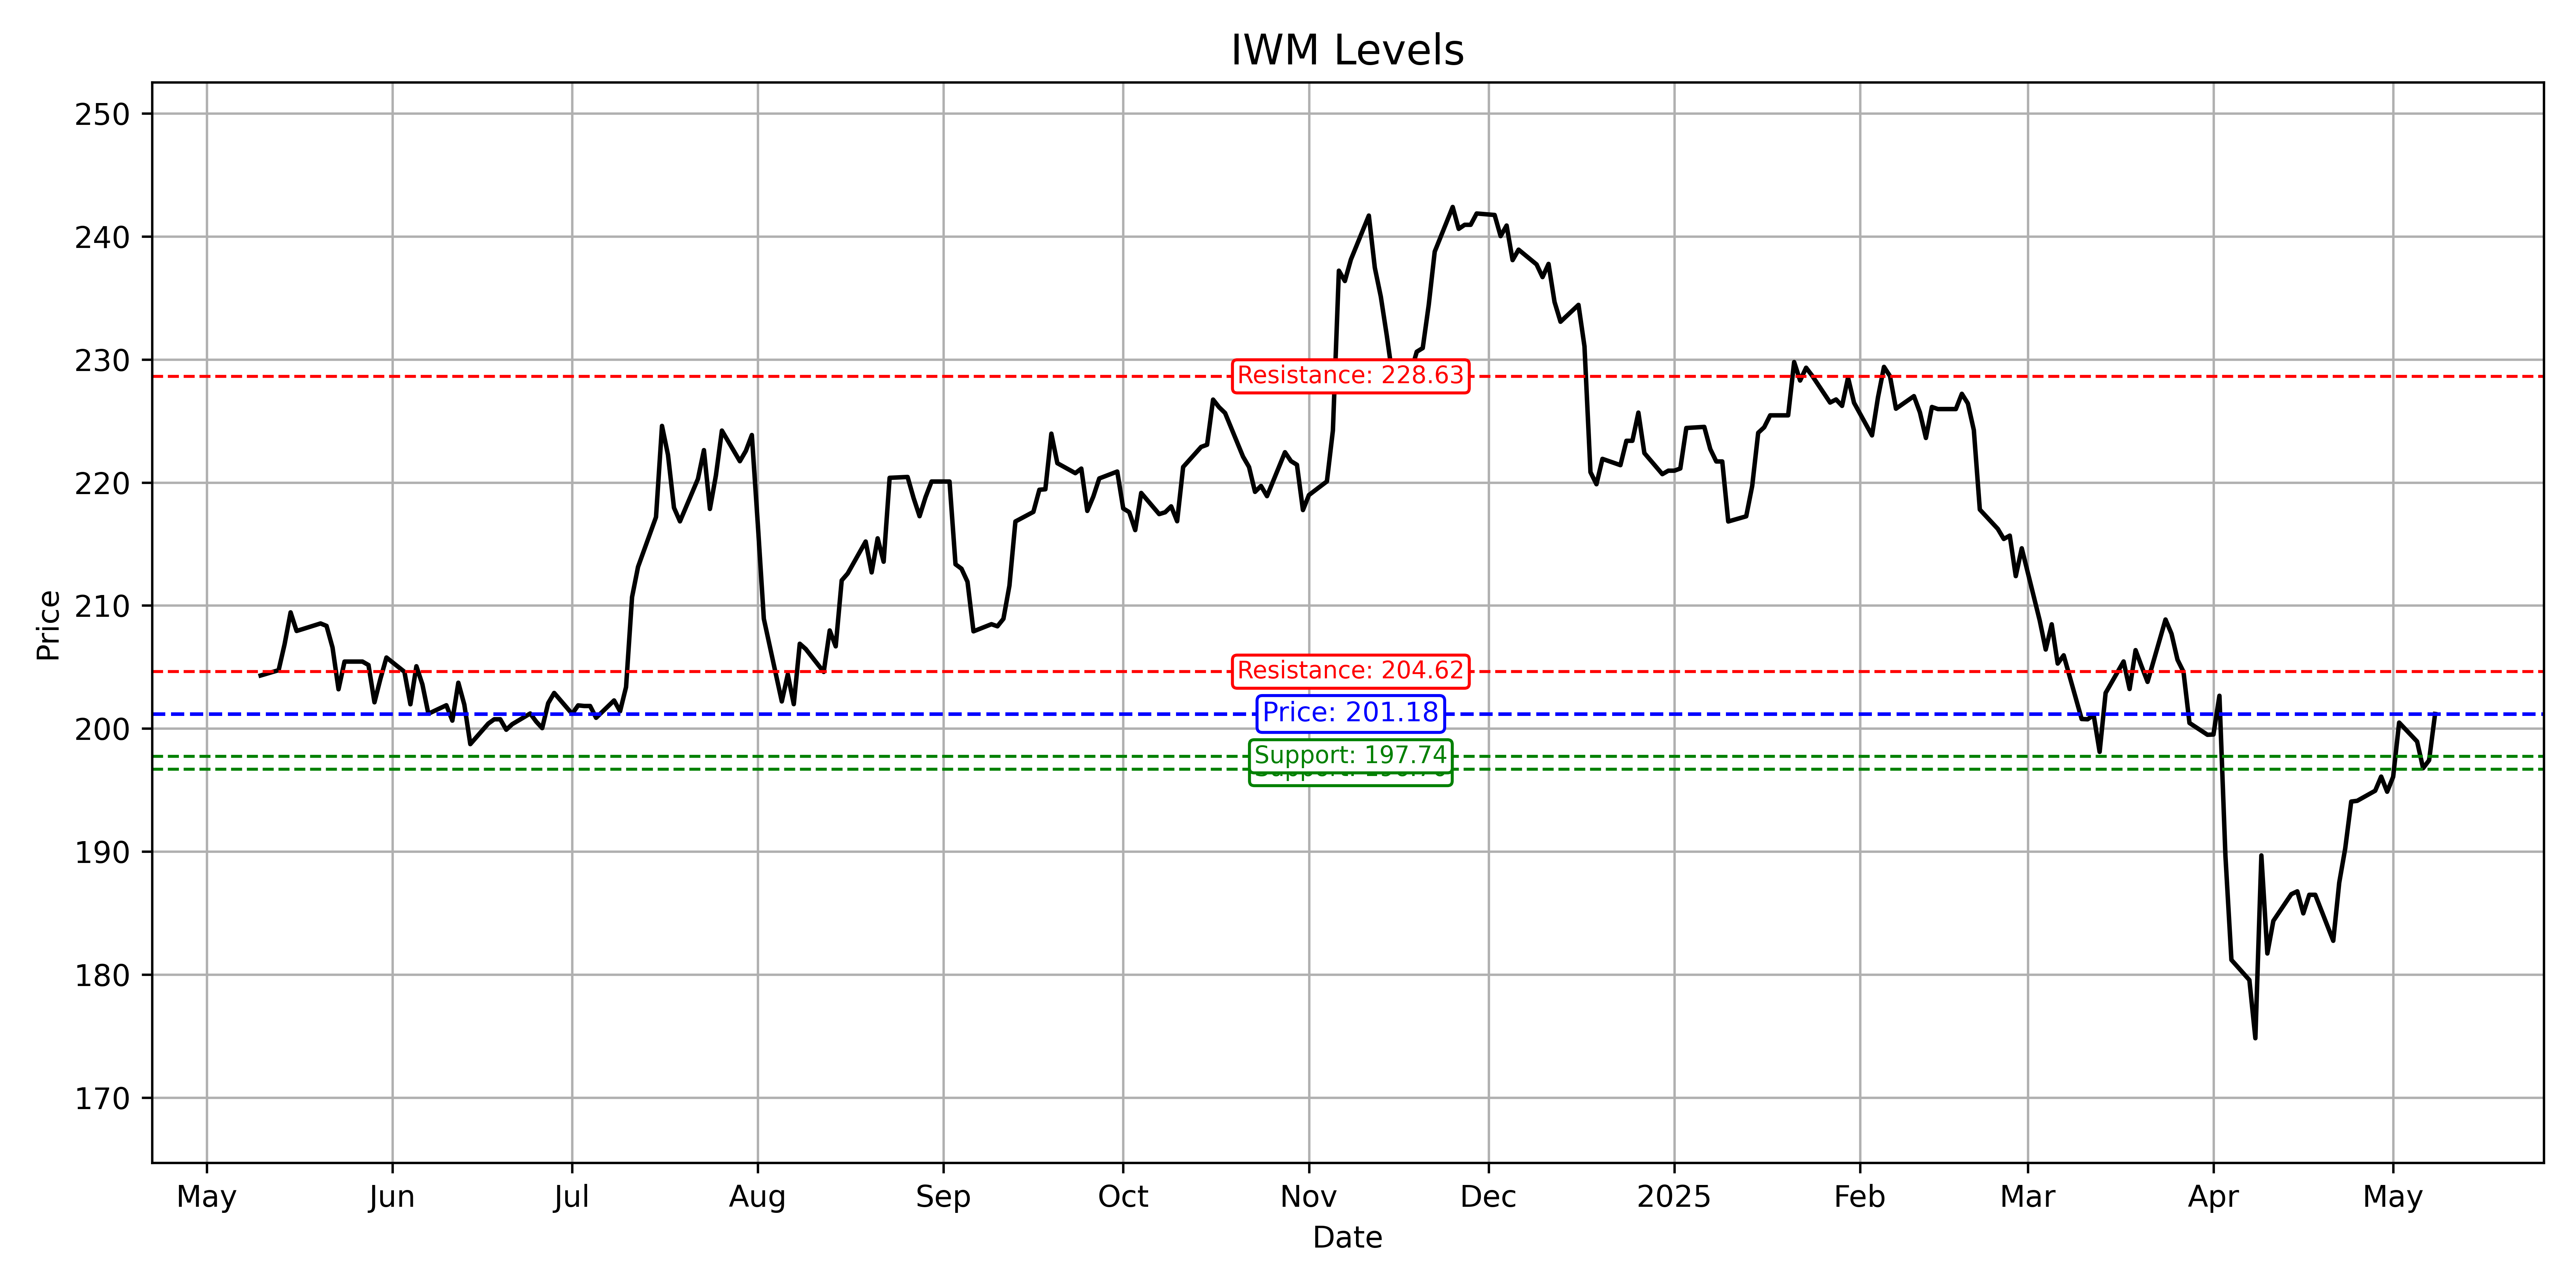 IWM Levels
250
240
230
220
210
200
190
180
170
Price
Resistance: 228.63
Resistance: 204.62
Price: 201.18
Support: 197.74
Support:
May
Jun
Jul
Aug
Sep
Oct
Nov
Dec
2025
Feb
Mar
Apr
May
Date